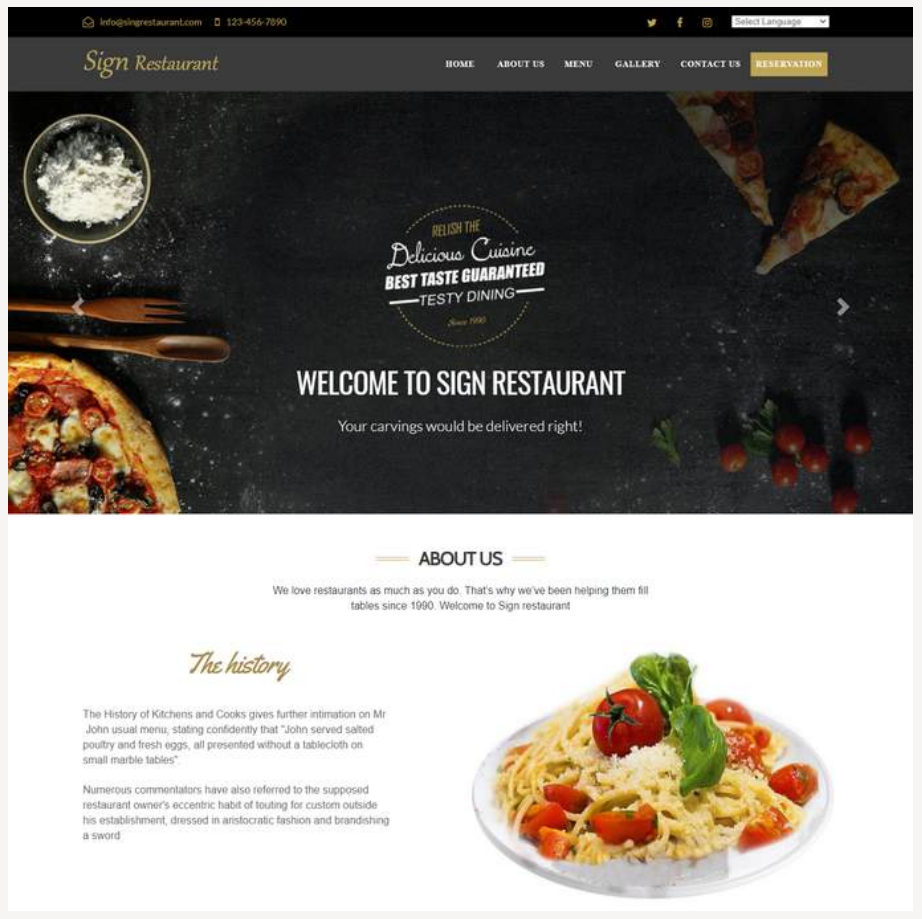 info@singrestaurant.com 123-456-7890 Select Language
Sign Restaurant HOME ABOUT US MENU GALLERY CONTACT US RESERVATION
RELISH THE
Delicious Cuisine
BEST TASTE GUARANTEED
TESTY DINING
Since 1990
WELCOME TO SIGN RESTAURANT
Your carvings would be delivered right!
ABOUT US
We love restaurants as much as you do. That's why we've been helping them fill
tables since 1990. Welcome to Sign restaurant
The history
The History of Kitchens and Cooks gives further intimation on Mr
John usual menu, stating confidently that "John served salted
poultry and fresh eggs, all presented without a tablecloth on
small marble tables".
Numerous commentators have also referred to the supposed
restaurant owner's eccentric habit of touting for custom outside
his establishment, dressed in aristocratic fashion and brandishing
a sword